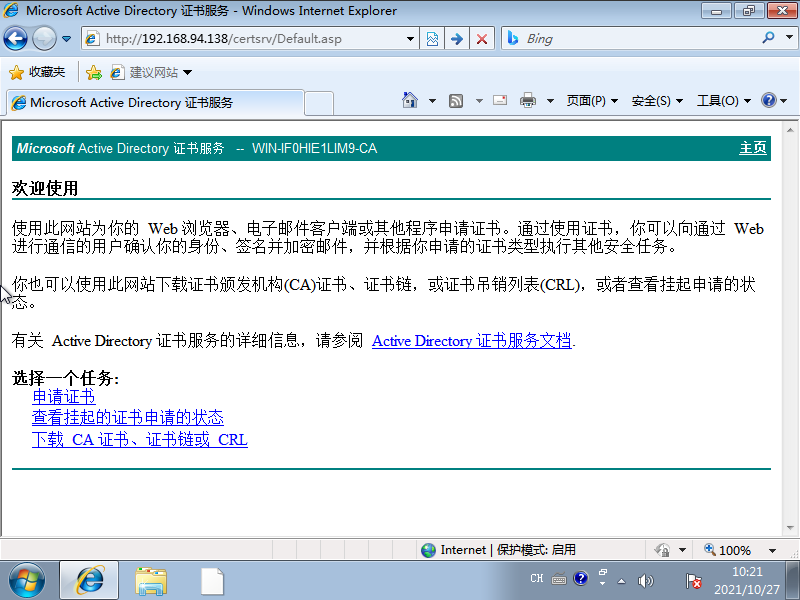 Microsoft Active Directory 证书服务 - Windows Internet Explorer
http://192.168.94.138/certsrv/Default.asp
Bing
收藏夹
建议网站
Microsoft Active Directory 证书服务
页面(P)
安全(S)
工具(O)
Microsoft Active Directory 证书服务 -- WIN-IF0HIE1LIM9-CA
主页
欢迎使用
使用此网站为你的 Web 浏览器、电子邮件客户端或其他程序申请证书。通过使用证书，你可以向通过 Web
进行通信的用户确认你的身份、签名并加密邮件，并根据你申请的证书类型执行其他安全任务。
你也可以使用此网站下载证书颁发机构(CA)证书、证书链，或证书吊销列表(CRL)，或者查看挂起申请的状
态。
有关 Active Directory 证书服务的详细信息，请参阅 Active Directory 证书服务文档.
选择一个任务:
申请证书
查看挂起的证书申请的状态
下载 CA 证书、证书链或 CRL
Internet | 保护模式: 启用
100%
CH
10:21
2021/10/27